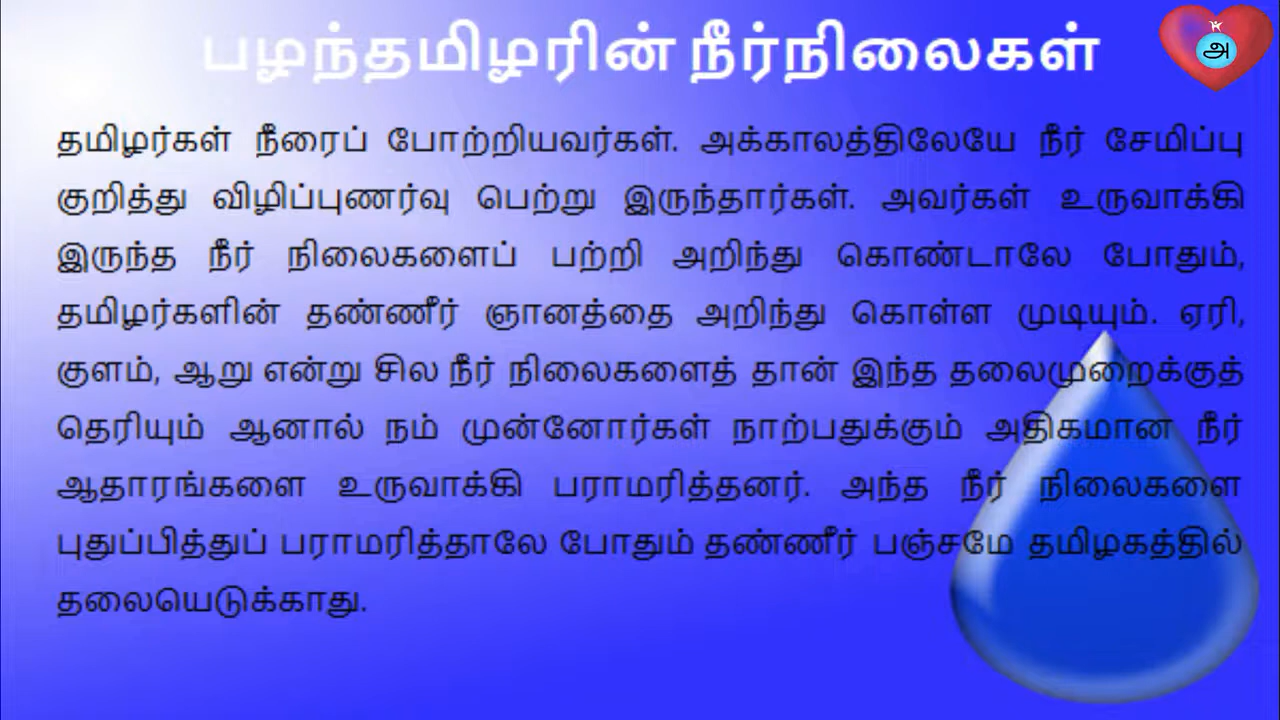 பழந்தமிழரின் நீர்நிலைகள்
அ
தமிழர்கள் நீரைப் போற்றியவர்கள். அக்காலத்திலேயே நீர் சேமிப்பு
குறித்து விழிப்புணர்வு பெற்று இருந்தார்கள். அவர்கள் உருவாக்கி
இருந்த நீர் நிலைகளைப் பற்றி அறிந்து கொண்டாலே போதும்,
தமிழர்களின் தண்ணீர் ஞானத்தை அறிந்து கொள்ள முடியும். ஏரி,
குளம், ஆறு என்று சில நீர் நிலைகளைத் தான் இந்த தலைமுறைக்குத்
தெரியும் ஆனால் நம் முன்னோர்கள் நாற்பதுக்கும் அதிகமான நீர்
ஆதாரங்களை உருவாக்கி பராமரித்தனர். அந்த நீர் நிலைகளை
புதுப்பித்துப் பராமரித்தாலே போதும் தண்ணீர் பஞ்சமே தமிழகத்தில்
தலையெடுக்காது.